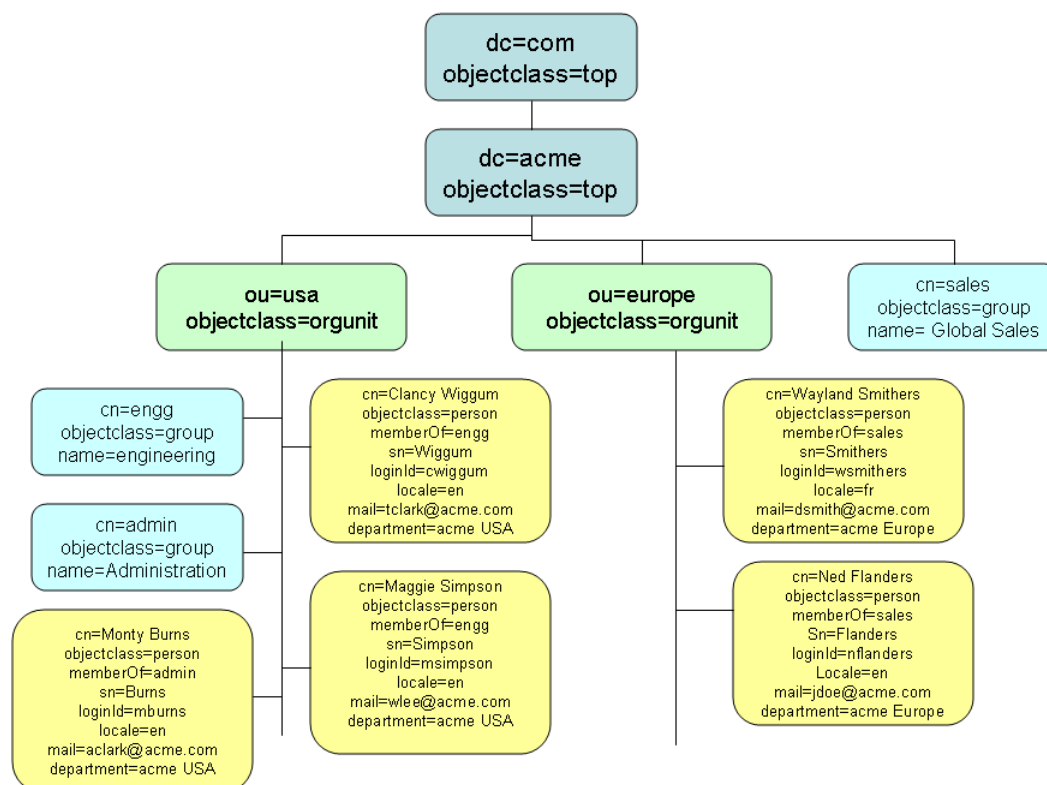 dc=com
objectclass=top
dc=acme
objectclass=top
ou=usa
objectclass=orgunit
ou=europe
objectclass=orgunit
cn=sales
objectclass=group
name= Global Sales
cn=engg
objectclass=group
name=engineering
cn=Clancy Wiggum
objectclass=person
memberOf=engg
sn=Wiggum
loginId=cwiggum
locale=en
mail=tclark@acme.com
department=acme USA
cn=Wayland Smithers
objectclass=person
memberOf=sales
sn=Smithers
loginId=wsmithers
locale=fr
mail=dsmith@acme.com
department=acme Europe
cn=admin
objectclass=group
name=Administration
cn=Maggie Simpson
objectclass=person
memberOf=engg
sn=Simpson
loginId=msimpson
locale=en
mail=wlee@acme.com
department=acme USA
cn=Ned Flanders
objectclass=person
memberOf=sales
Sn=Flanders
loginId=nflanders
Locale=en
mail=jdoe@acme.com
department=acme Europe
cn=Monty Burns
objectclass=person
memberOf=admin
sn=Burns
loginId=mburns
locale=en
mail=aclark@acme.com
department=acme USA